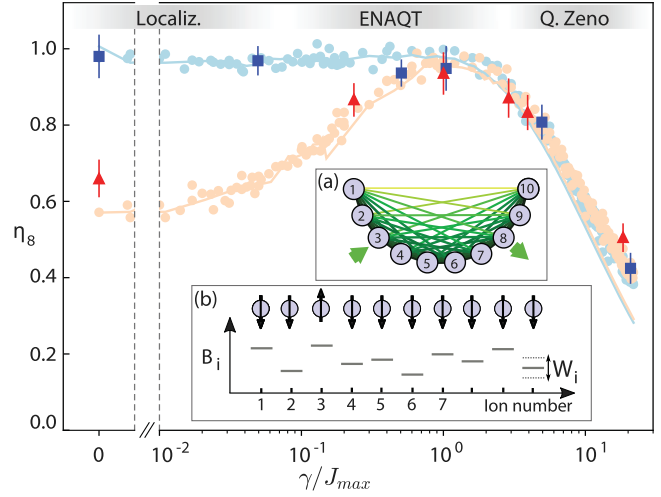 Localiz. ENAQT Q. Zeno
1.0
0.8
0.6
η8
0.4
0.2
0.0
(a)
1 10
2 9
3 8
4 7
5 6
(b)
B i
W i
1 2 3 4 5 6 7 Ion number
0 10⁻² 10⁻¹ 10⁰ 10¹
γ/Jmax